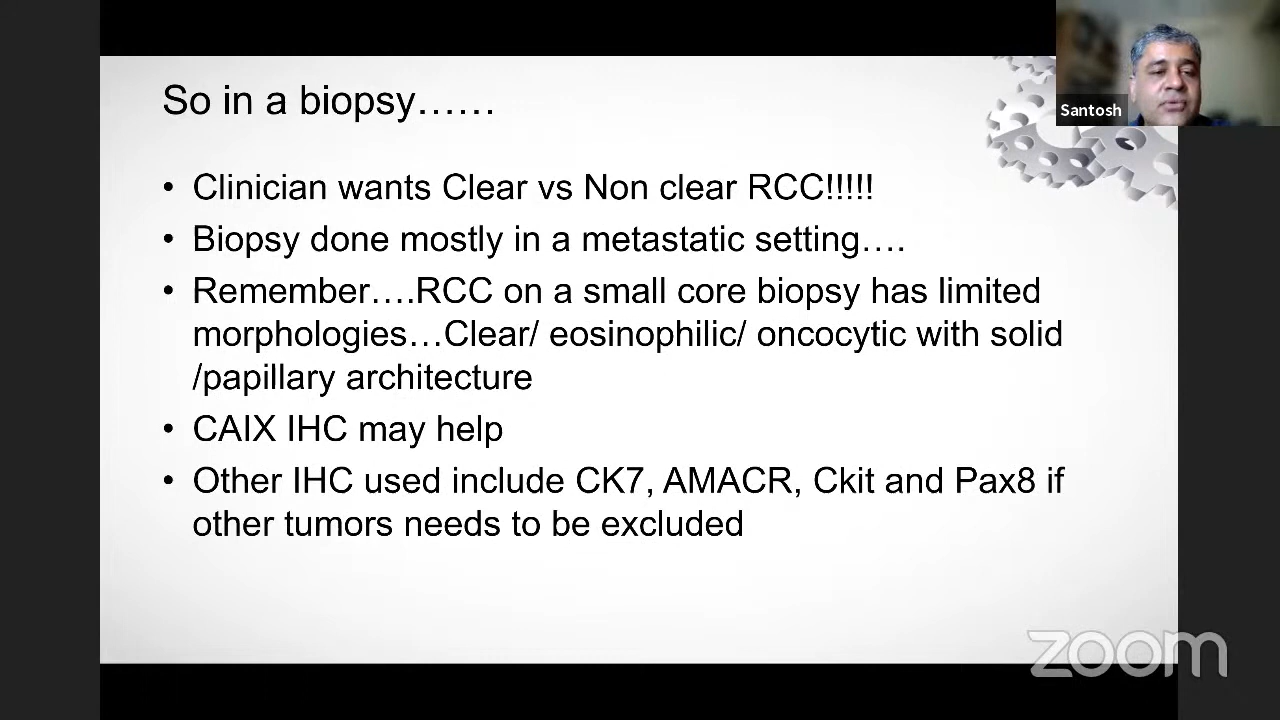 So in a biopsy……
Santosh
• Clinician wants Clear vs Non clear RCC!!!!!
• Biopsy done mostly in a metastatic setting….
• Remember….RCC on a small core biopsy has limited
morphologies…Clear/ eosinophilic/ oncocytic with solid
/papillary architecture
• CAIX IHC may help
• Other IHC used include CK7, AMACR, Ckit and Pax8 if
other tumors needs to be excluded
zoom